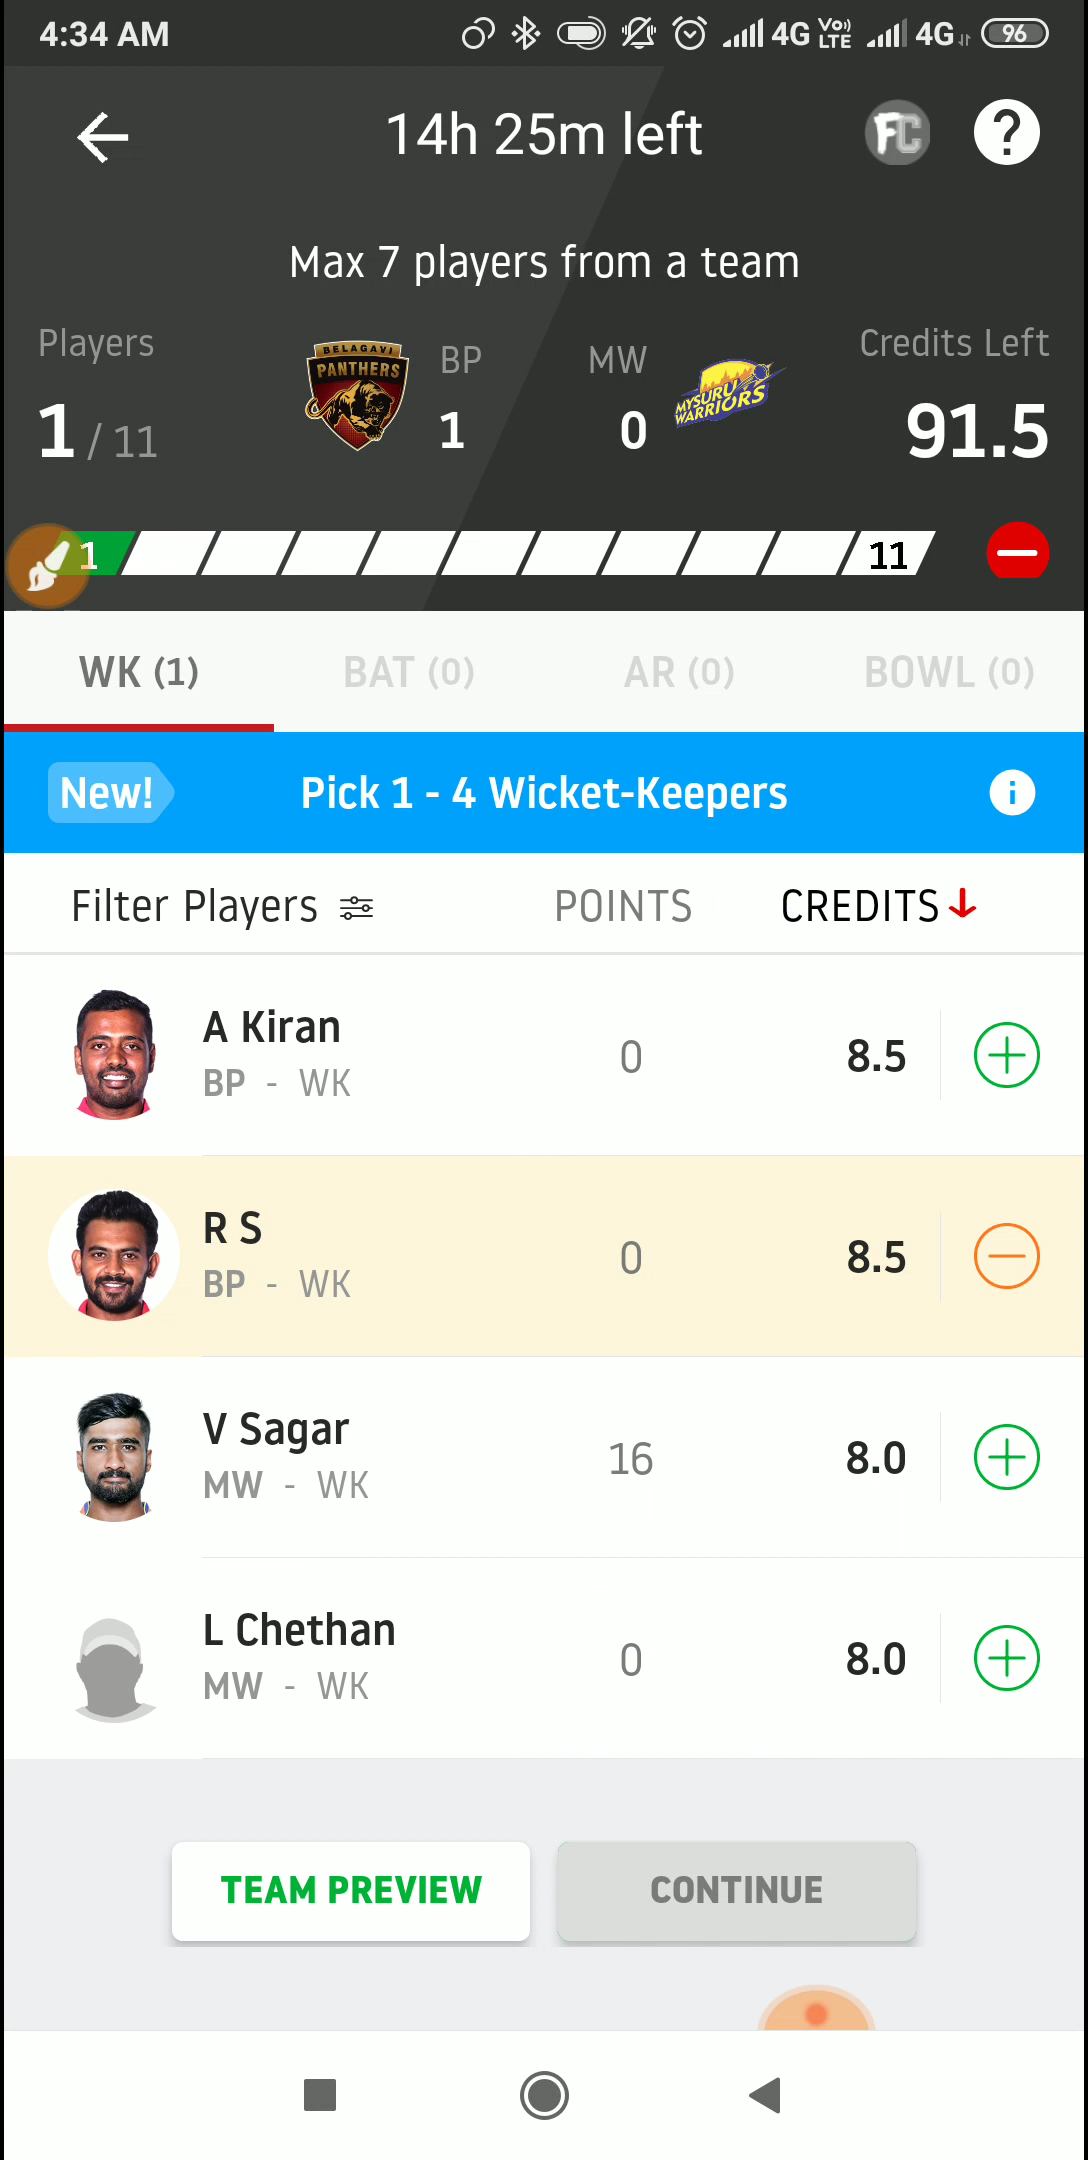 4:34 AM 4G Vo)) LTE 4G 96
14h 25m left FC ?
Max 7 players from a team
Players BP MW Credits Left
BELAGAVI PANTHERS
MYSURU WARRIORS
1 / 11 1 0 91.5
1 11
WK (1) BAT (0) AR (0) BOWL (0)
New! Pick 1 - 4 Wicket-Keepers i
Filter Players POINTS CREDITS
A Kiran
BP - WK 0 8.5
R S
BP - WK 0 8.5
V Sagar
MW - WK 16 8.0
L Chethan
MW - WK 0 8.0
TEAM PREVIEW CONTINUE